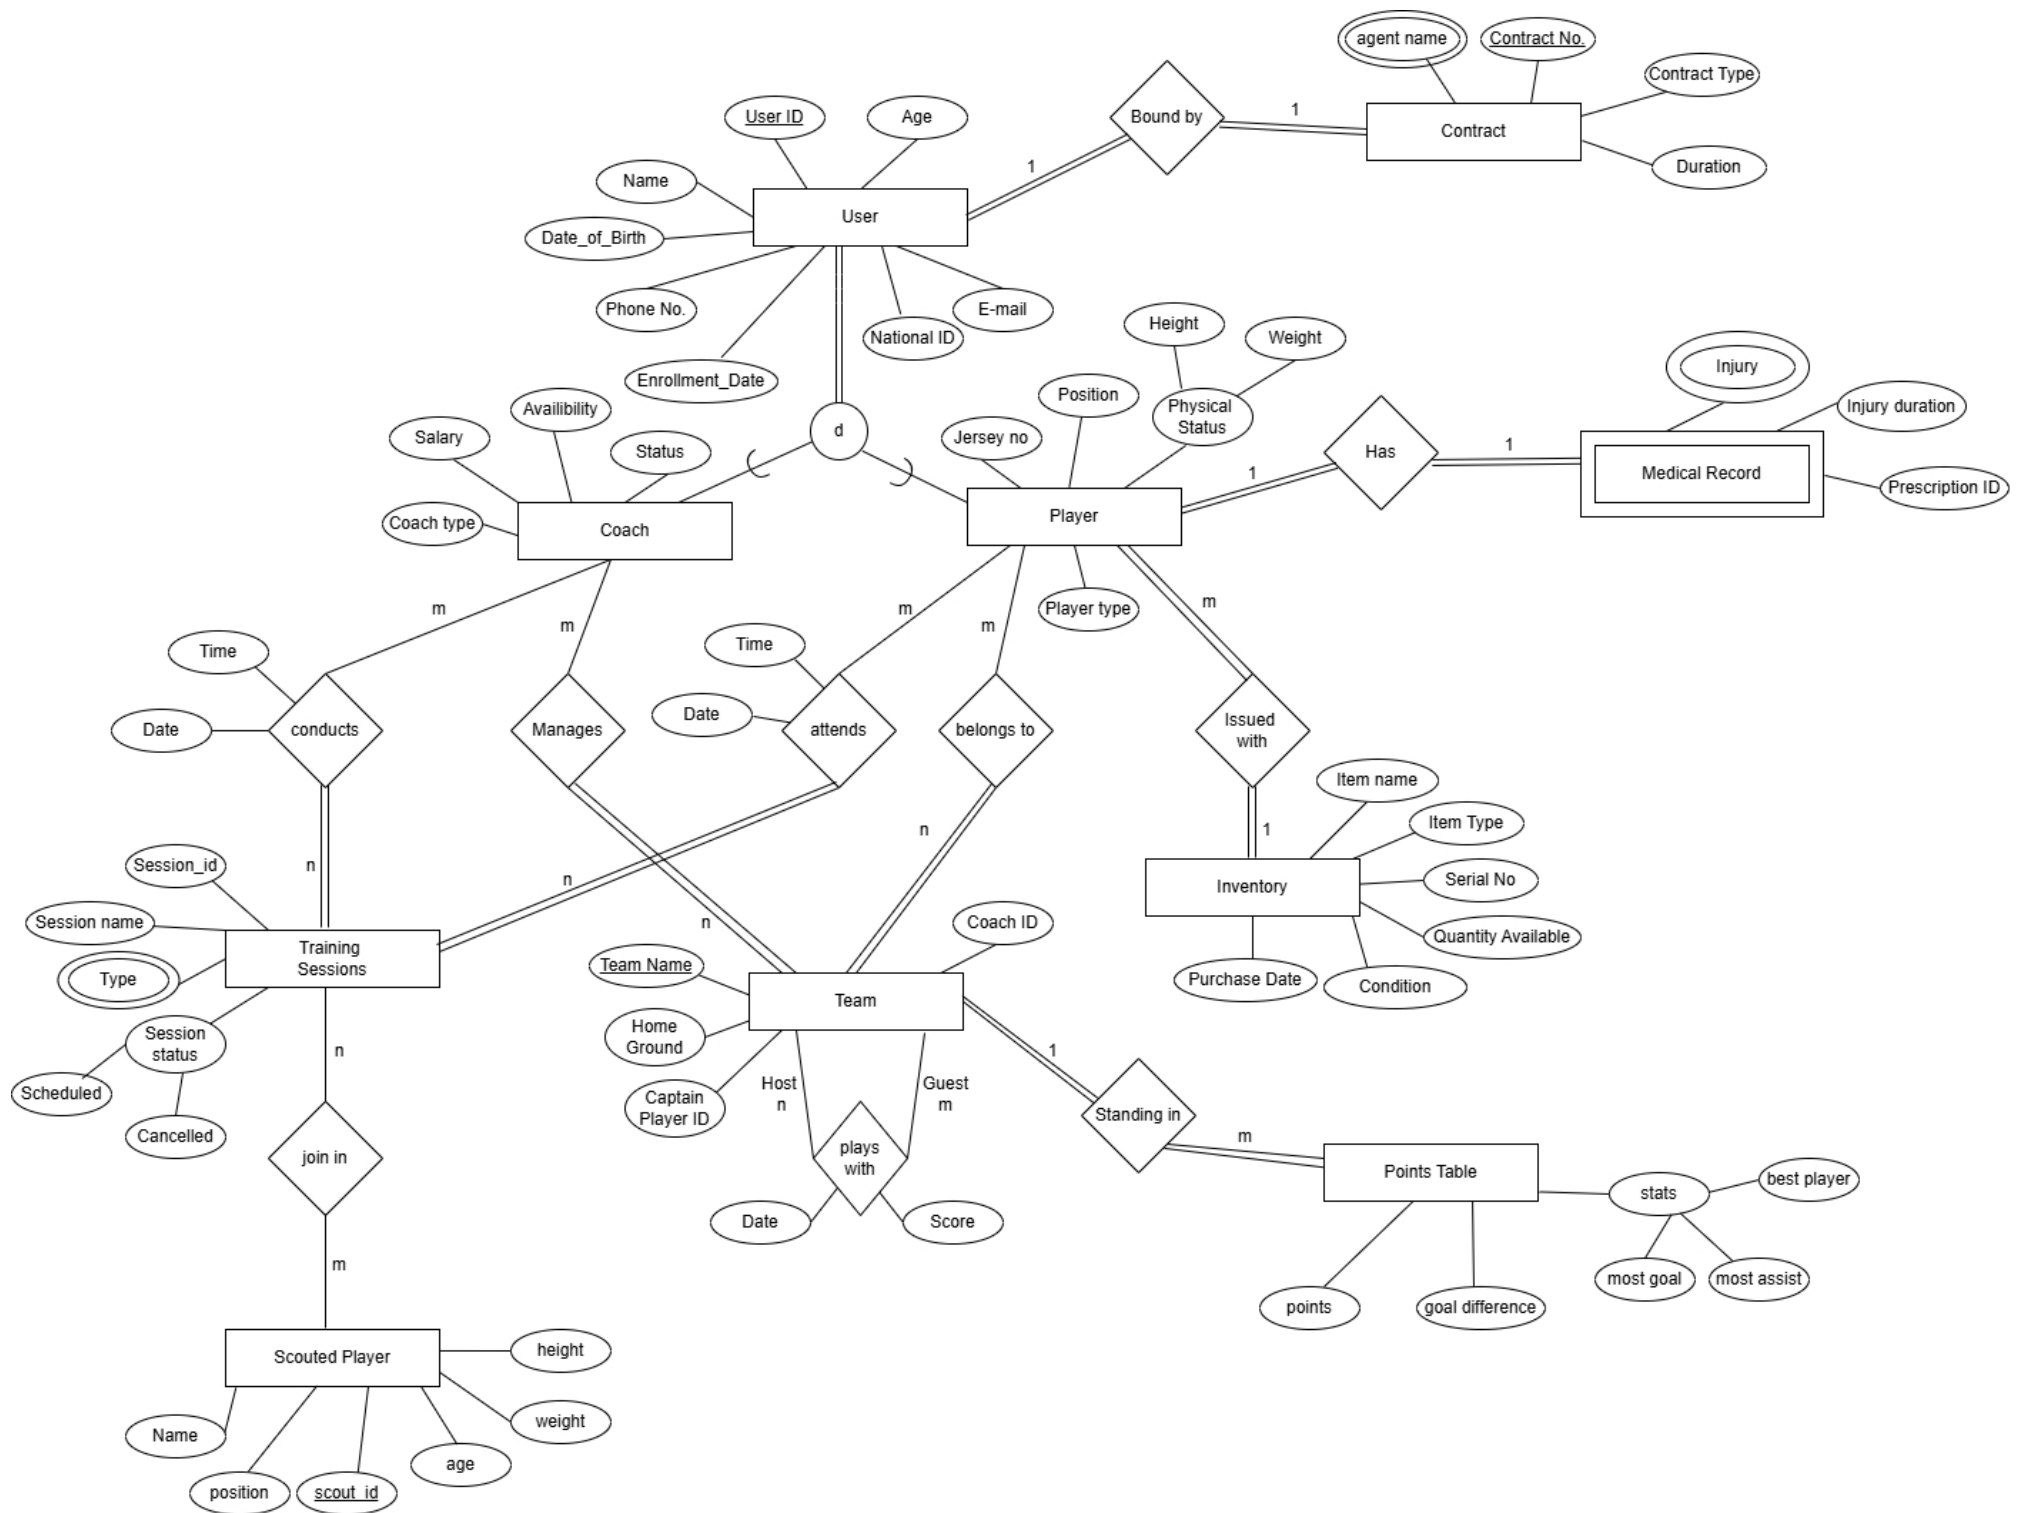 agent name
Contract No.
Contract Type
Bound by
1
Contract
Duration
User ID
Age
1
Name
User
Date_of_Birth
Phone No.
E-mail
National ID
Enrollment_Date
Height
Weight
Injury
Availibility
Position
Physical
Status
Injury duration
d
Salary
Status
Jersey no
Has
1
1
Medical Record
Prescription ID
Coach type
Coach
Player
m
m
m
m
m
Player type
Time
Time
Date
Date
conducts
Manages
attends
belongs to
Issued
with
Item name
n
1
Item Type
Session_id
n
n
Inventory
Serial No
Session name
n
Coach ID
Quantity Available
Training
Sessions
Type
Team Name
Team
Purchase Date
Condition
Session
status
Home
Ground
n
1
Scheduled
Host
n
Guest
m
Captain
Player ID
Standing in
Cancelled
join in
plays
with
m
Points Table
best player
stats
Date
Score
m
most goal
most assist
points
goal difference
Scouted Player
height
Name
weight
age
position
scout_id